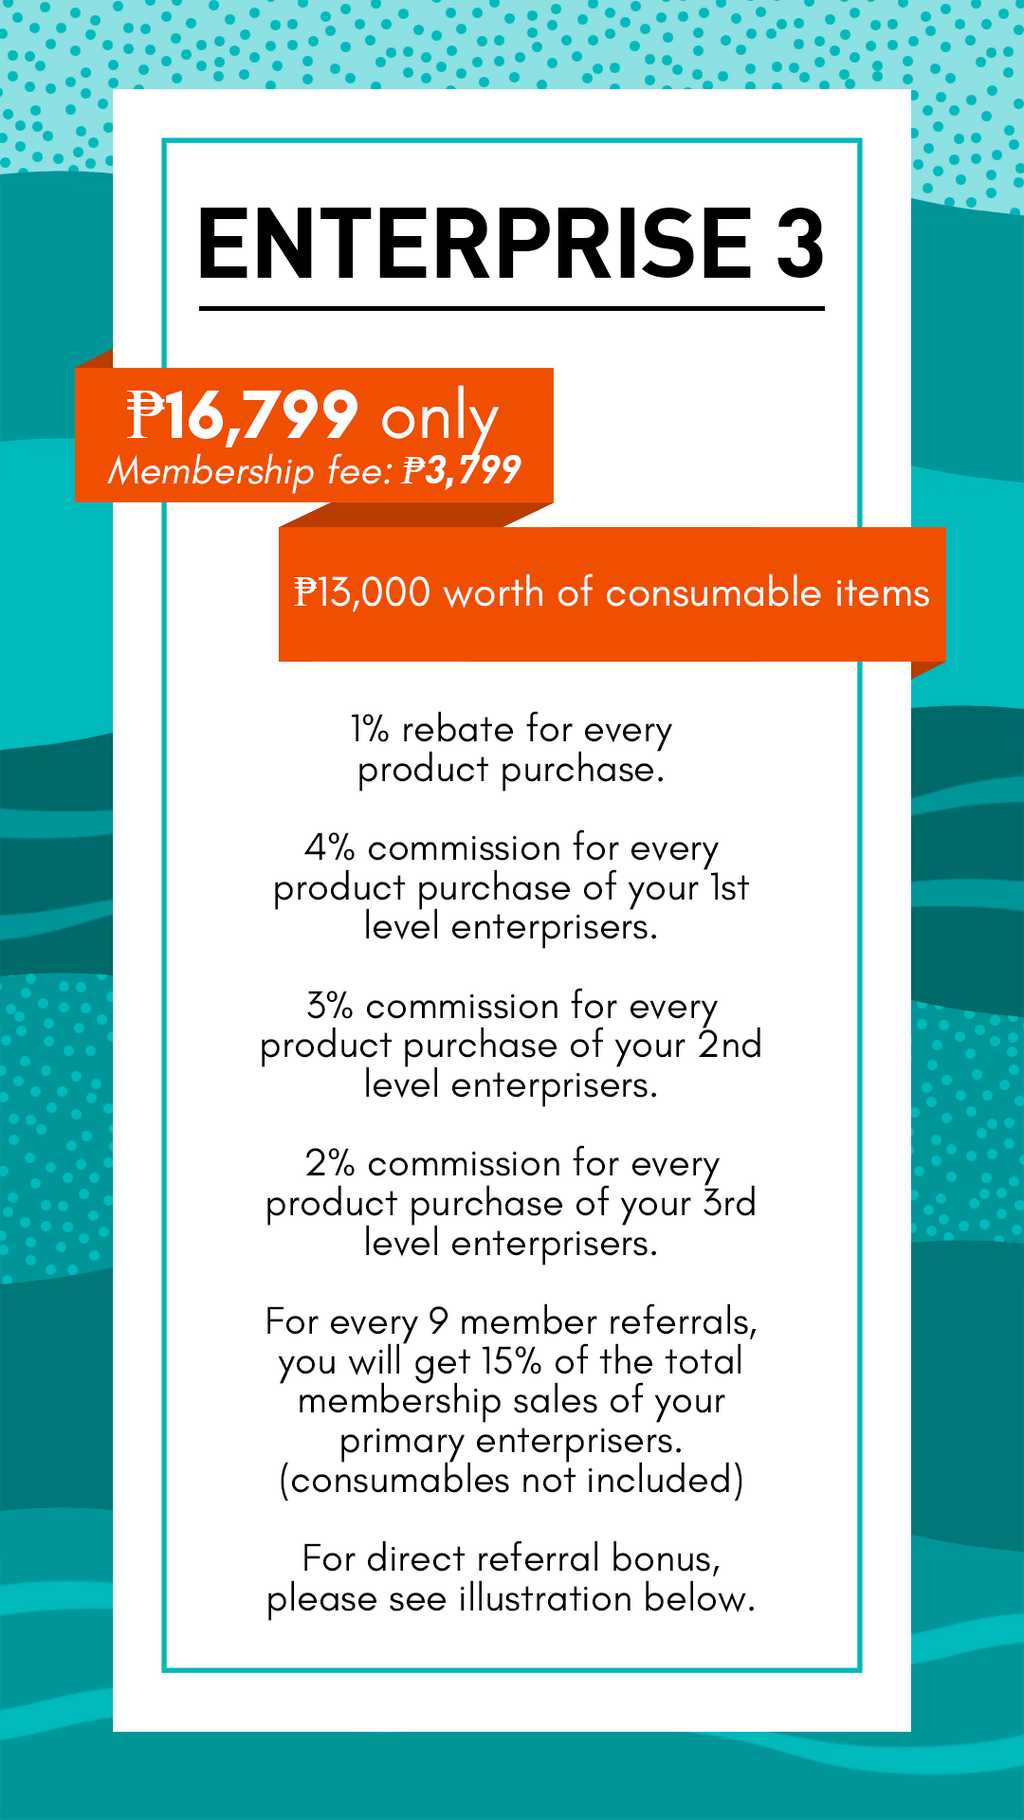 ENTERPRISE 3
₱16,799 only
Membership fee: ₱3,799
₱13,000 worth of consumable items
1% rebate for every
product purchase.
4% commission for every
product purchase of your 1st
level enterprisers.
3% commission for every
product purchase of your 2nd
level enterprisers.
2% commission for every
product purchase of your 3rd
level enterprisers.
For every 9 member referrals,
you will get 15% of the total
membership sales of your
primary enterprisers.
(consumables not included)
For direct referral bonus,
please see illustration below.